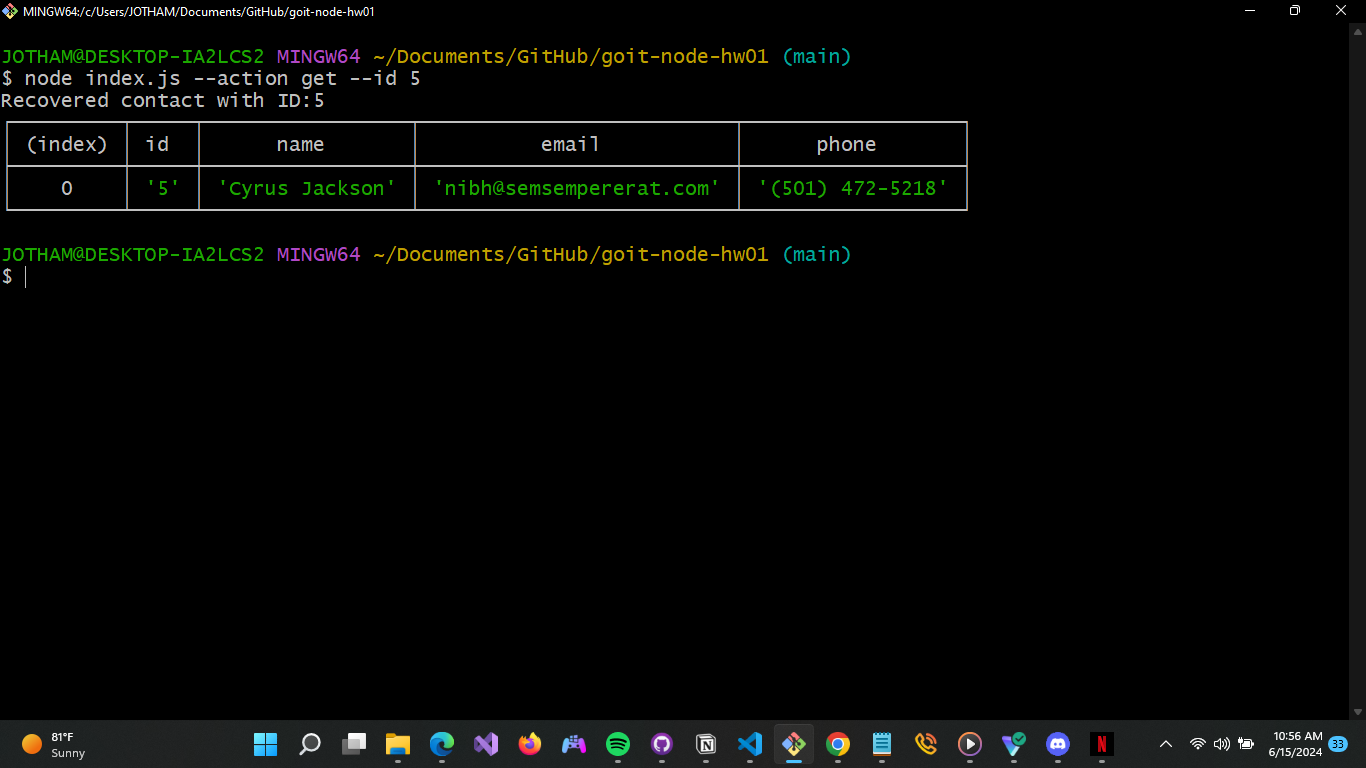 MINGW64:/c/Users/JOTHAM/Documents/GitHub/goit-node-hw01
JOTHAM@DESKTOP-IA2LCS2 MINGW64 ~/Documents/GitHub/goit-node-hw01 (main)
$ node index.js --action get --id 5
Recovered contact with ID:5
(index) id name email phone
0 '5' 'Cyrus Jackson' 'nibh@semsempererat.com' '(501) 472-5218'
JOTHAM@DESKTOP-IA2LCS2 MINGW64 ~/Documents/GitHub/goit-node-hw01 (main)
$
81°F
Sunny
10:56 AM
6/15/2024
33